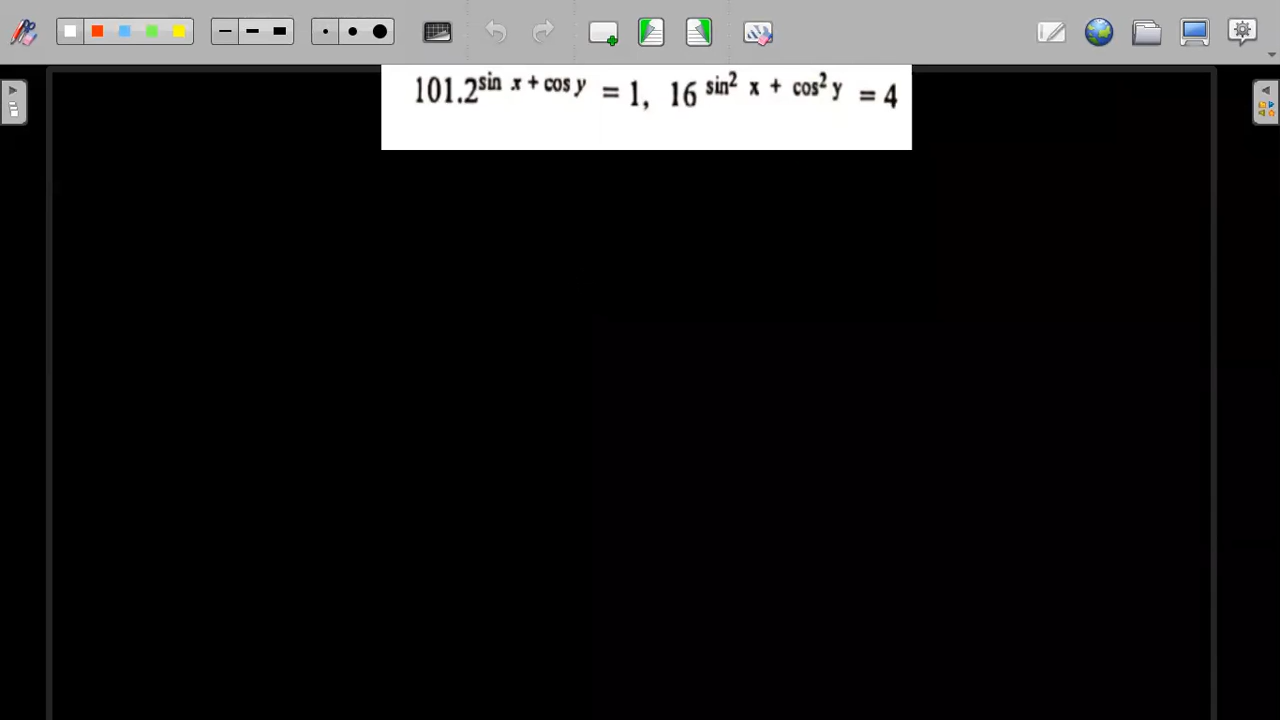 101.2^{sin x + cos y} = 1, 16^{sin² x + cos² y} = 4